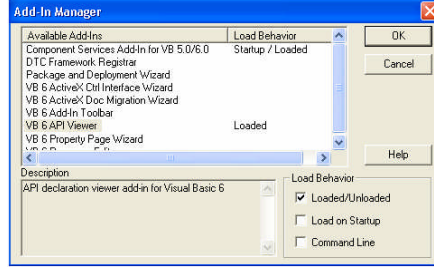 Add-In Manager
Available Add-Ins Load Behavior
Component Services Add-In for VB 5.0/6.0 Startup / Loaded
DTC Framework Registrar
Package and Deployment Wizard
VB 6 ActiveX Ctrl Interface Wizard
VB 6 ActiveX Doc Migration Wizard
VB 6 Add-In Toolbar
VB 6 API Viewer Loaded
VB 6 Property Page Wizard
OK
Cancel
Help
Description
API declaration viewer add-in for Visual Basic 6
Load Behavior
Loaded/Unloaded
Load on Startup
Command Line